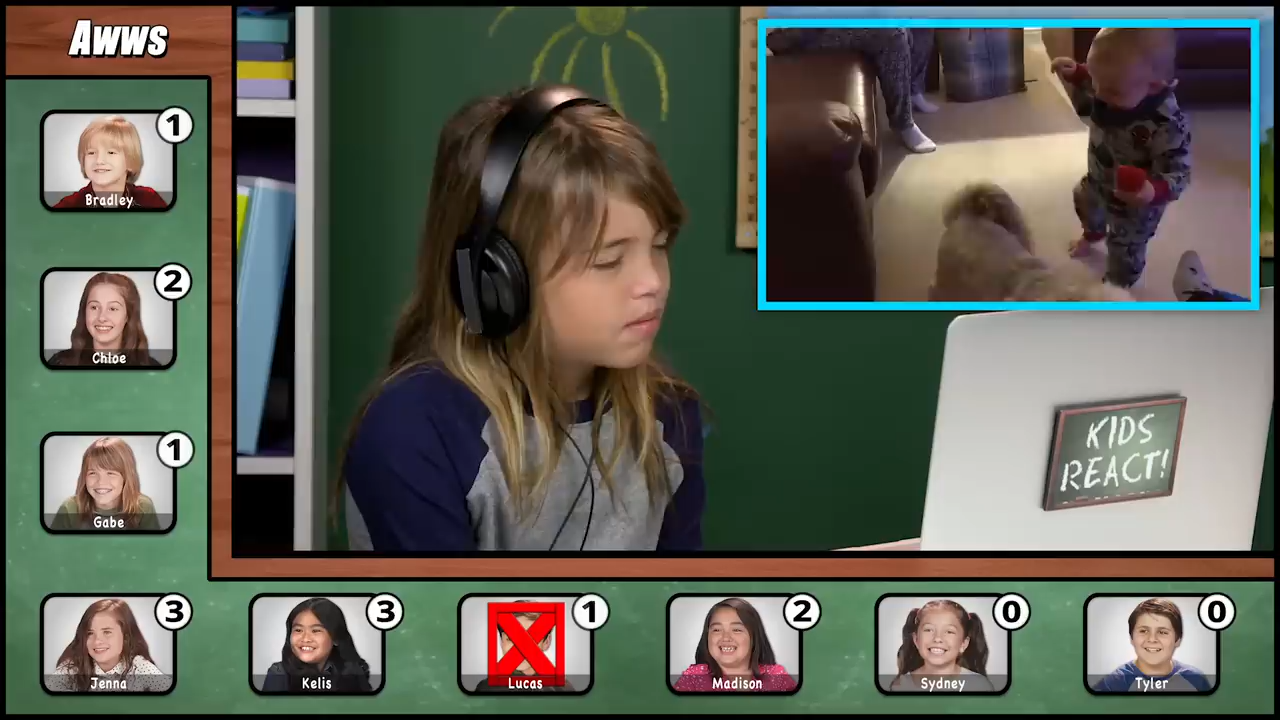 Awws
1
Bradley
2
Chloe
1
Gabe
KIDS
REACT!
3
Jenna
3
Kelis
1
Lucas
2
Madison
0
Sydney
0
Tyler